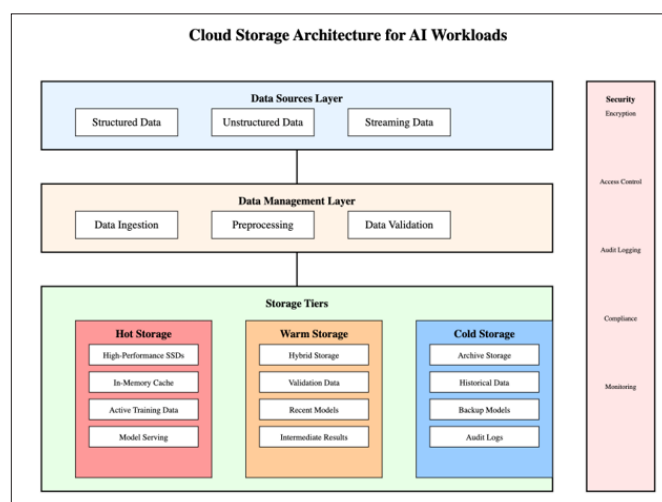 Cloud Storage Architecture for AI Workloads
Data Sources Layer
Structured Data
Unstructured Data
Streaming Data
Data Management Layer
Data Ingestion
Preprocessing
Data Validation
Storage Tiers
Hot Storage
High-Performance SSDs
In-Memory Cache
Active Training Data
Model Serving
Warm Storage
Hybrid Storage
Validation Data
Recent Models
Intermediate Results
Cold Storage
Archive Storage
Historical Data
Backup Models
Audit Logs
Security
Encryption
Access Control
Audit Logging
Compliance
Monitoring